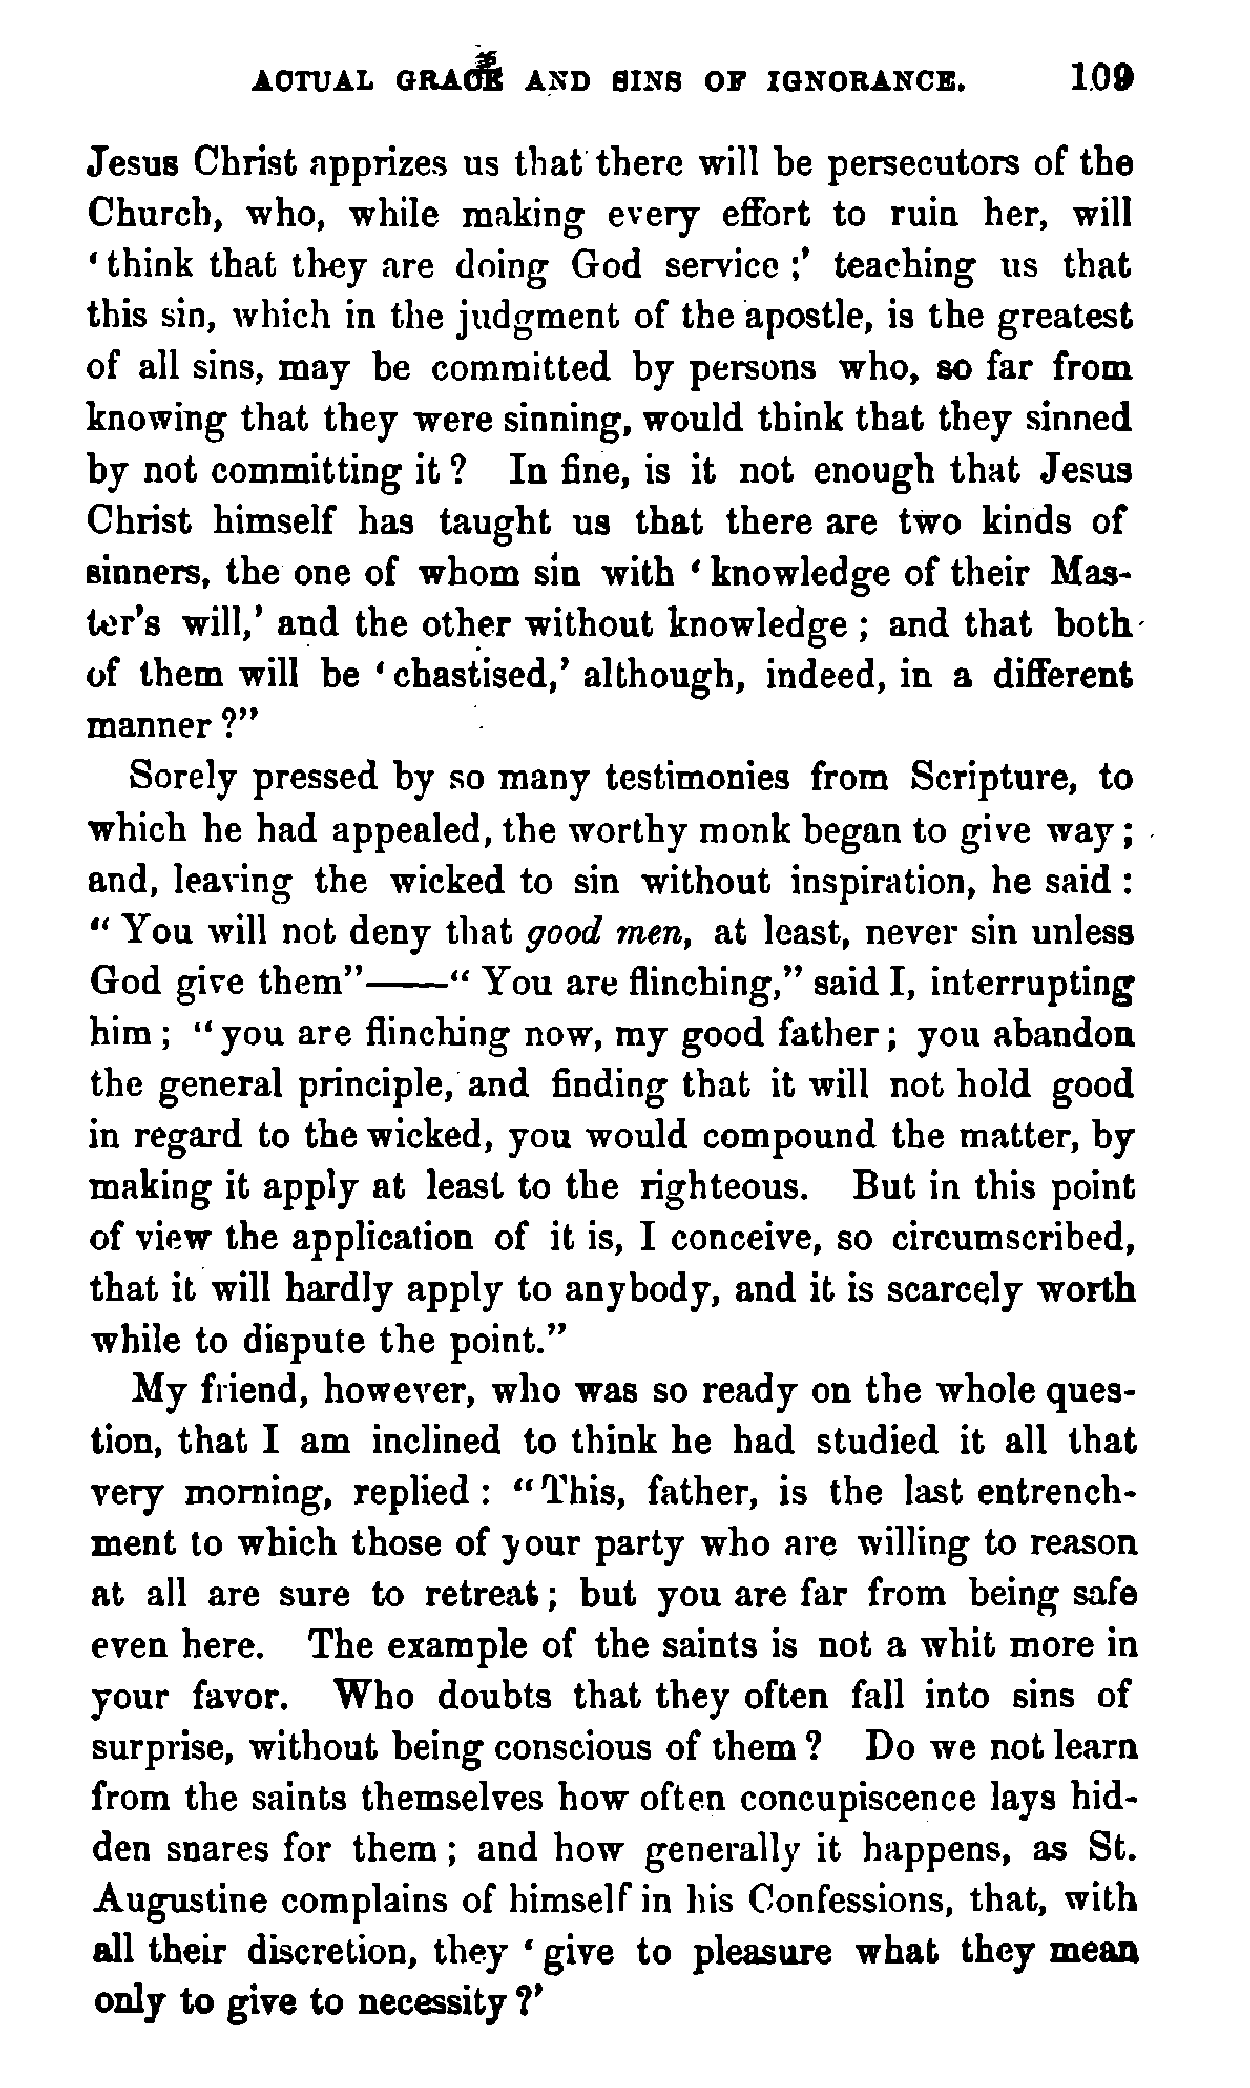 ACTUAL GRACE AND SINS OF IGNORANCE. 109
Jesus Christ apprizes us that there will be persecutors of the
Church, who, while making every effort to ruin her, will
‘think that they are doing God service;’ teaching us that
this sin, which in the judgment of the apostle, is the greatest
of all sins, may be committed by persons who, so far from
knowing that they were sinning, would think that they sinned
by not committing it? In fine, is it not enough that Jesus
Christ himself has taught us that there are two kinds of
sinners, the one of whom sin with ‘knowledge of their Mas-
ter’s will,’ and the other without knowledge; and that both
of them will be ‘chastised,’ although, indeed, in a different
manner?”
Sorely pressed by so many testimonies from Scripture, to
which he had appealed, the worthy monk began to give way;
and, leaving the wicked to sin without inspiration, he said:
“You will not deny that good men, at least, never sin unless
God give them”——“You are flinching,” said I, interrupting
him; “you are flinching now, my good father; you abandon
the general principle, and finding that it will not hold good
in regard to the wicked, you would compound the matter, by
making it apply at least to the righteous. But in this point
of view the application of it is, I conceive, so circumscribed,
that it will hardly apply to anybody, and it is scarcely worth
while to dispute the point.”
My friend, however, who was so ready on the whole ques-
tion, that I am inclined to think he had studied it all that
very morning, replied: “This, father, is the last entrench-
ment to which those of your party who are willing to reason
at all are sure to retreat; but you are far from being safe
even here. The example of the saints is not a whit more in
your favor. Who doubts that they often fall into sins of
surprise, without being conscious of them? Do we not learn
from the saints themselves how often concupiscence lays hid-
den snares for them; and how generally it happens, as St.
Augustine complains of himself in his Confessions, that, with
all their discretion, they ‘give to pleasure what they mean
only to give to necessity?’